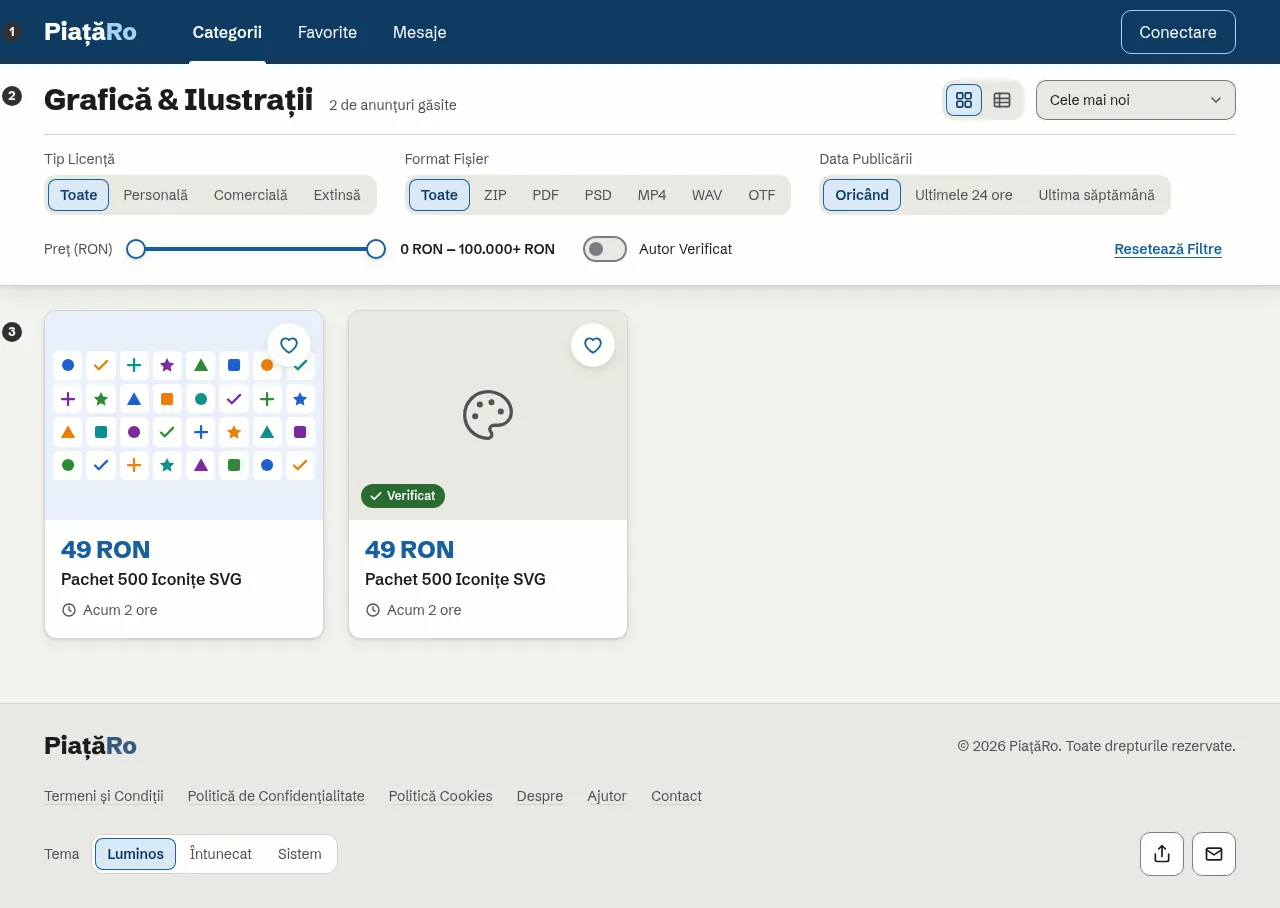 1
PiațăRo
Categorii
Favorite
Mesaje
Conectare
2
Grafică & Ilustrații
2 de anunțuri găsite
Cele mai noi
Tip Licență
Toate
Personală
Comercială
Extinsă
Format Fișier
Toate
ZIP
PDF
PSD
MP4
WAV
OTF
Data Publicării
Oricând
Ultimele 24 ore
Ultima săptămână
Preț (RON)
0 RON – 100.000+ RON
Autor Verificat
Resetează Filtre
3
49 RON
Pachet 500 Iconițe SVG
Acum 2 ore
Verificat
49 RON
Pachet 500 Iconițe SVG
Acum 2 ore
PiațăRo
© 2026 PiațăRo. Toate drepturile rezervate.
Termeni și Condiții
Politică de Confidențialitate
Politică Cookies
Despre
Ajutor
Contact
Tema
Luminos
Întunecat
Sistem